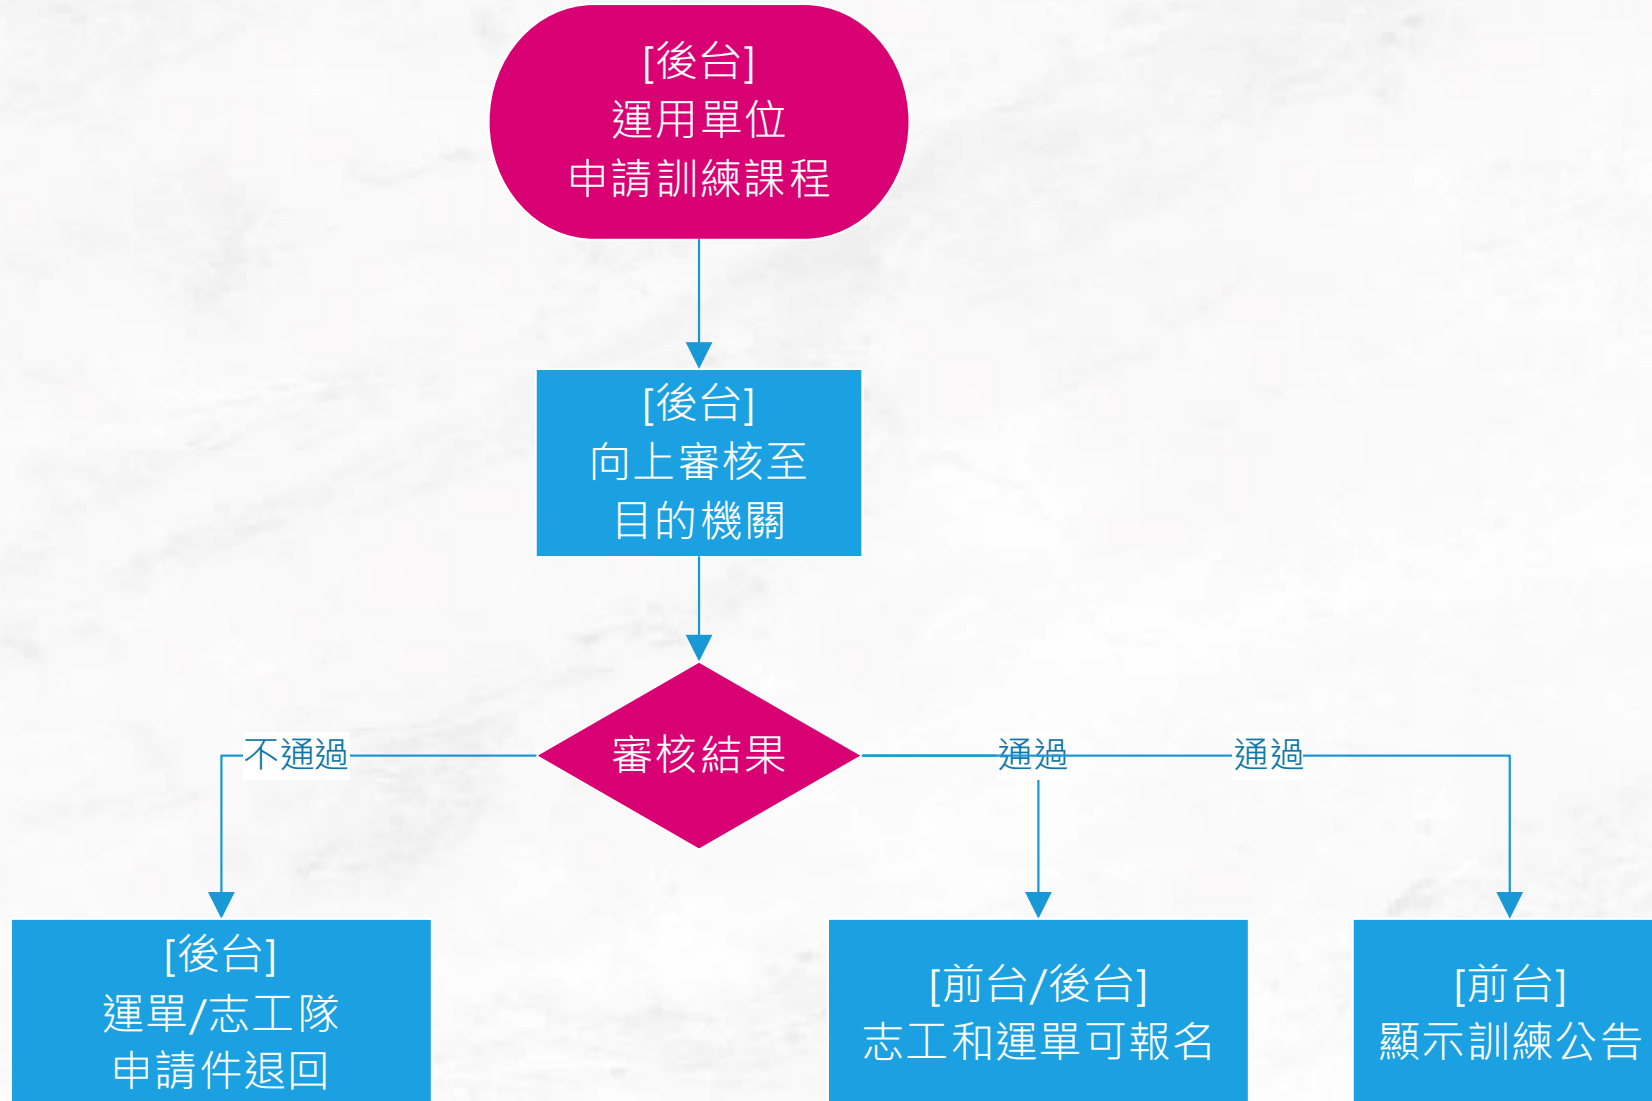 [後台]
運用單位
申請訓練課程
[後台]
向上審核至
目的機關
審核結果
不通過
通過
通過
[後台]
運單/志工隊
申請件退回
[前台/後台]
志工和運單可報名
[前台]
顯示訓練公告